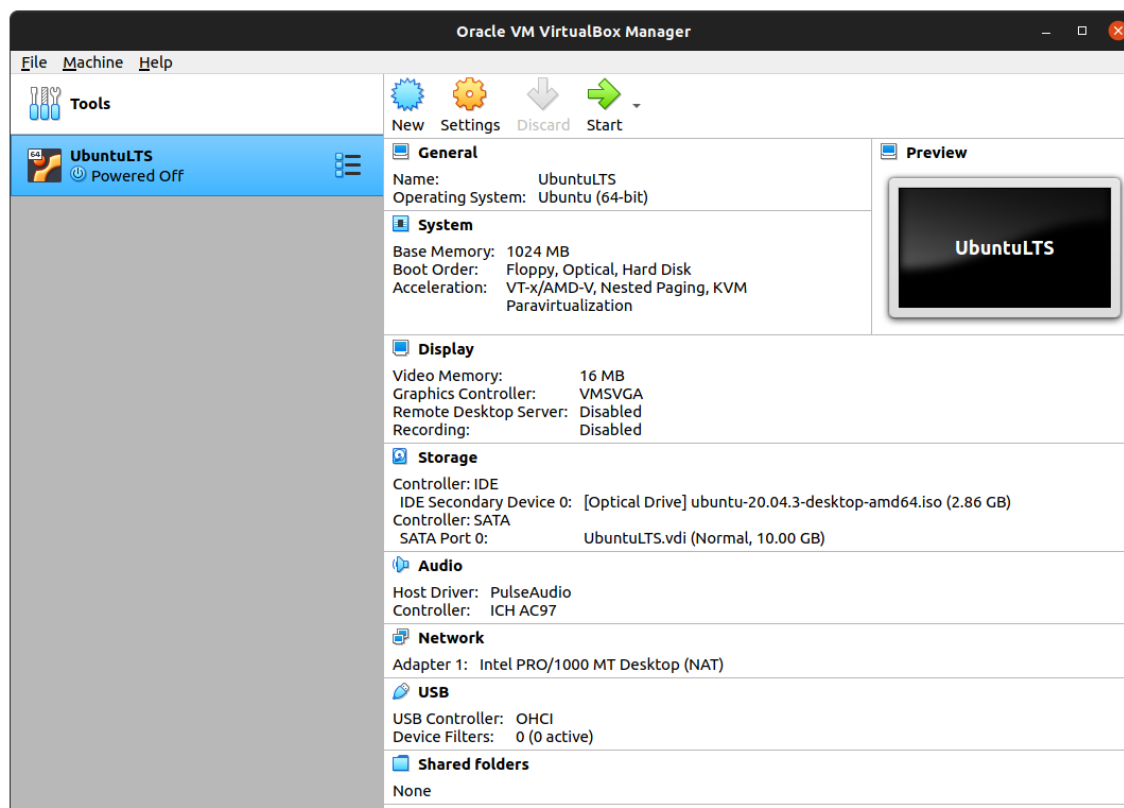 Oracle VM VirtualBox Manager
File Machine Help
Tools
New Settings Discard Start
64
UbuntuLTS
Powered Off
General
Name: UbuntuLTS
Operating System: Ubuntu (64-bit)
Preview
UbuntuLTS
System
Base Memory: 1024 MB
Boot Order: Floppy, Optical, Hard Disk
Acceleration: VT-x/AMD-V, Nested Paging, KVM
Paravirtualization
Display
Video Memory: 16 MB
Graphics Controller: VMSVGA
Remote Desktop Server: Disabled
Recording: Disabled
Storage
Controller: IDE
IDE Secondary Device 0: [Optical Drive] ubuntu-20.04.3-desktop-amd64.iso (2.86 GB)
Controller: SATA
SATA Port 0: UbuntuLTS.vdi (Normal, 10.00 GB)
Audio
Host Driver: PulseAudio
Controller: ICH AC97
Network
Adapter 1: Intel PRO/1000 MT Desktop (NAT)
USB
USB Controller: OHCI
Device Filters: 0 (0 active)
Shared folders
None